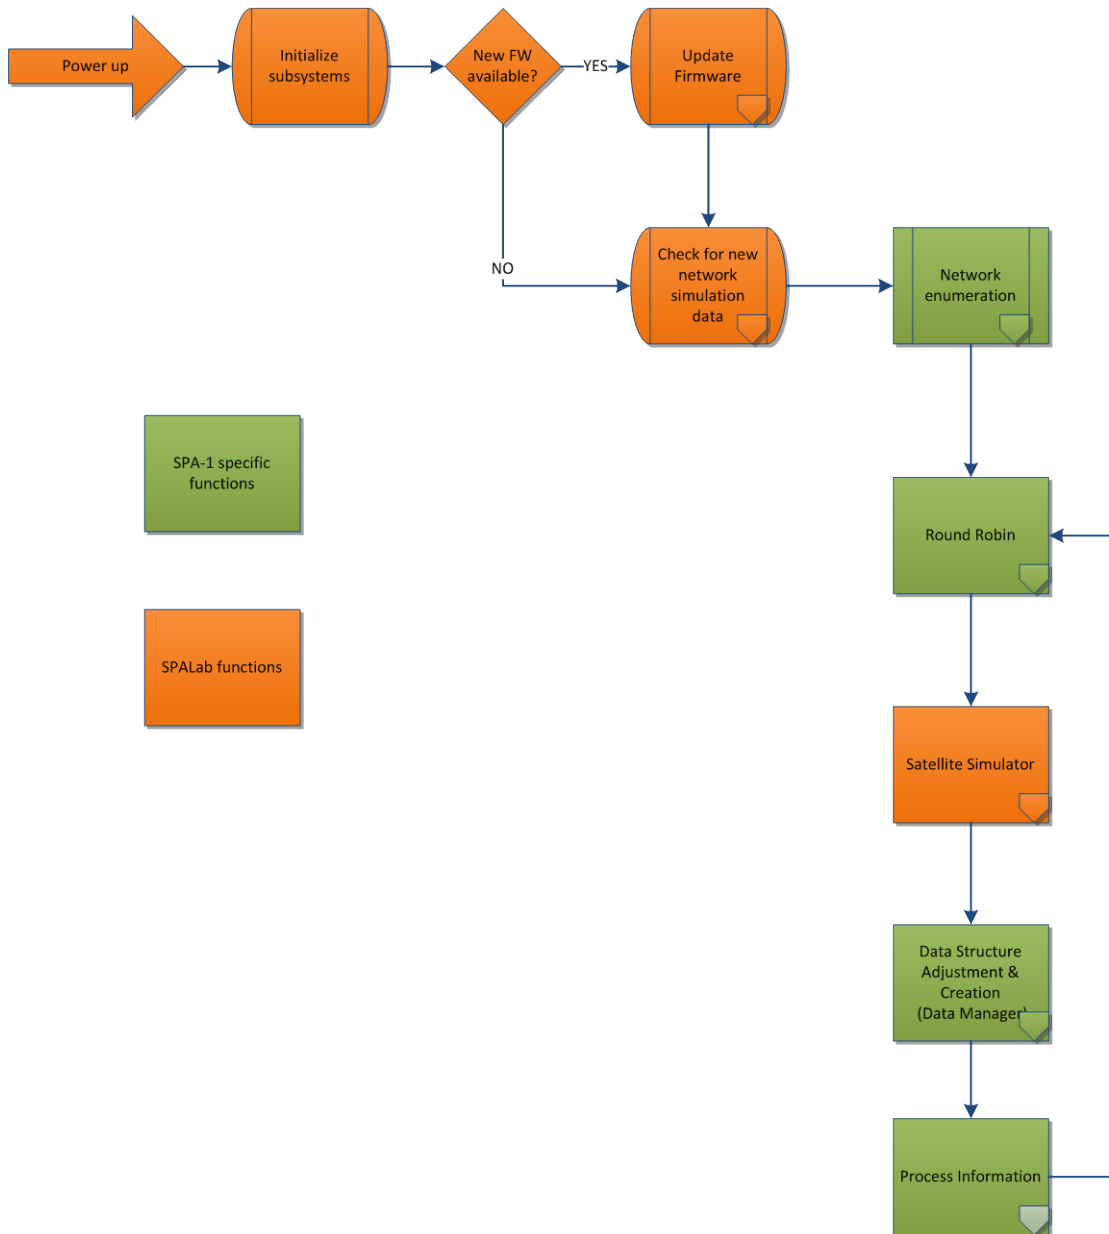 Power up
Initialize
subsystems
New FW
available?
YES
Update
Firmware
NO
Check for new
network
simulation
data
Network
enumeration
SPA-1 specific
functions
Round Robin
SPALab functions
Satellite Simulator
Data Structure
Adjustment &
Creation
(Data Manager)
Process Information